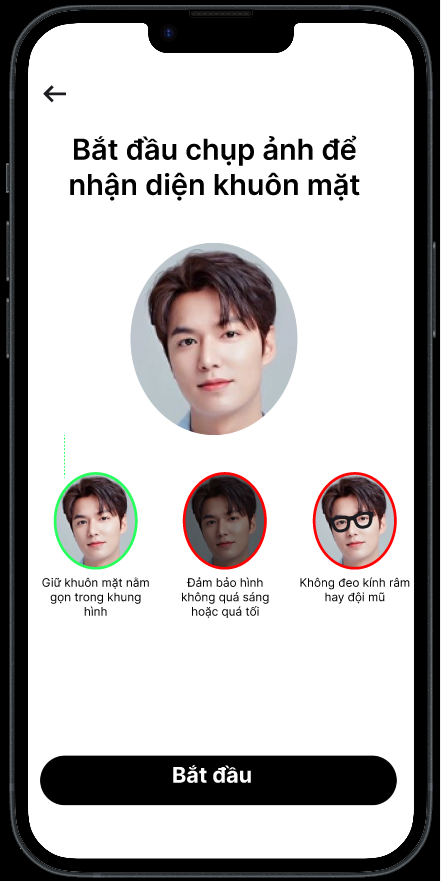 Bắt đầu chụp ảnh để
nhận diện khuôn mặt
Giữ khuôn mặt nằm
gọn trong khung
hình
Đảm bảo hình
không quá sáng
hoặc quá tối
Không đeo kính râm
hay đội mũ
Bắt đầu